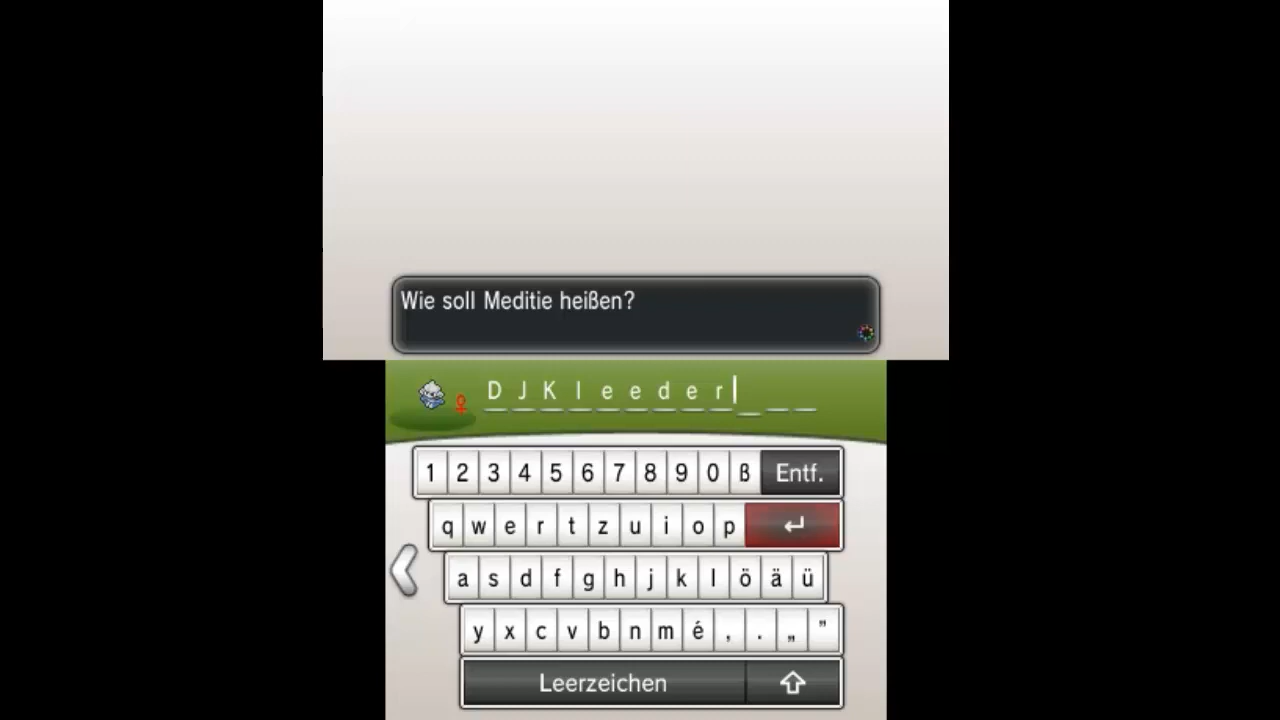 Wie soll Meditie heißen?
♀ DJKleeder
1 2 3 4 5 6 7 8 9 0 ß Entf.
q w e r t z u i o p ↵
a s d f g h j k l ö ä ü
y x c v b n m é , . „ ”
Leerzeichen